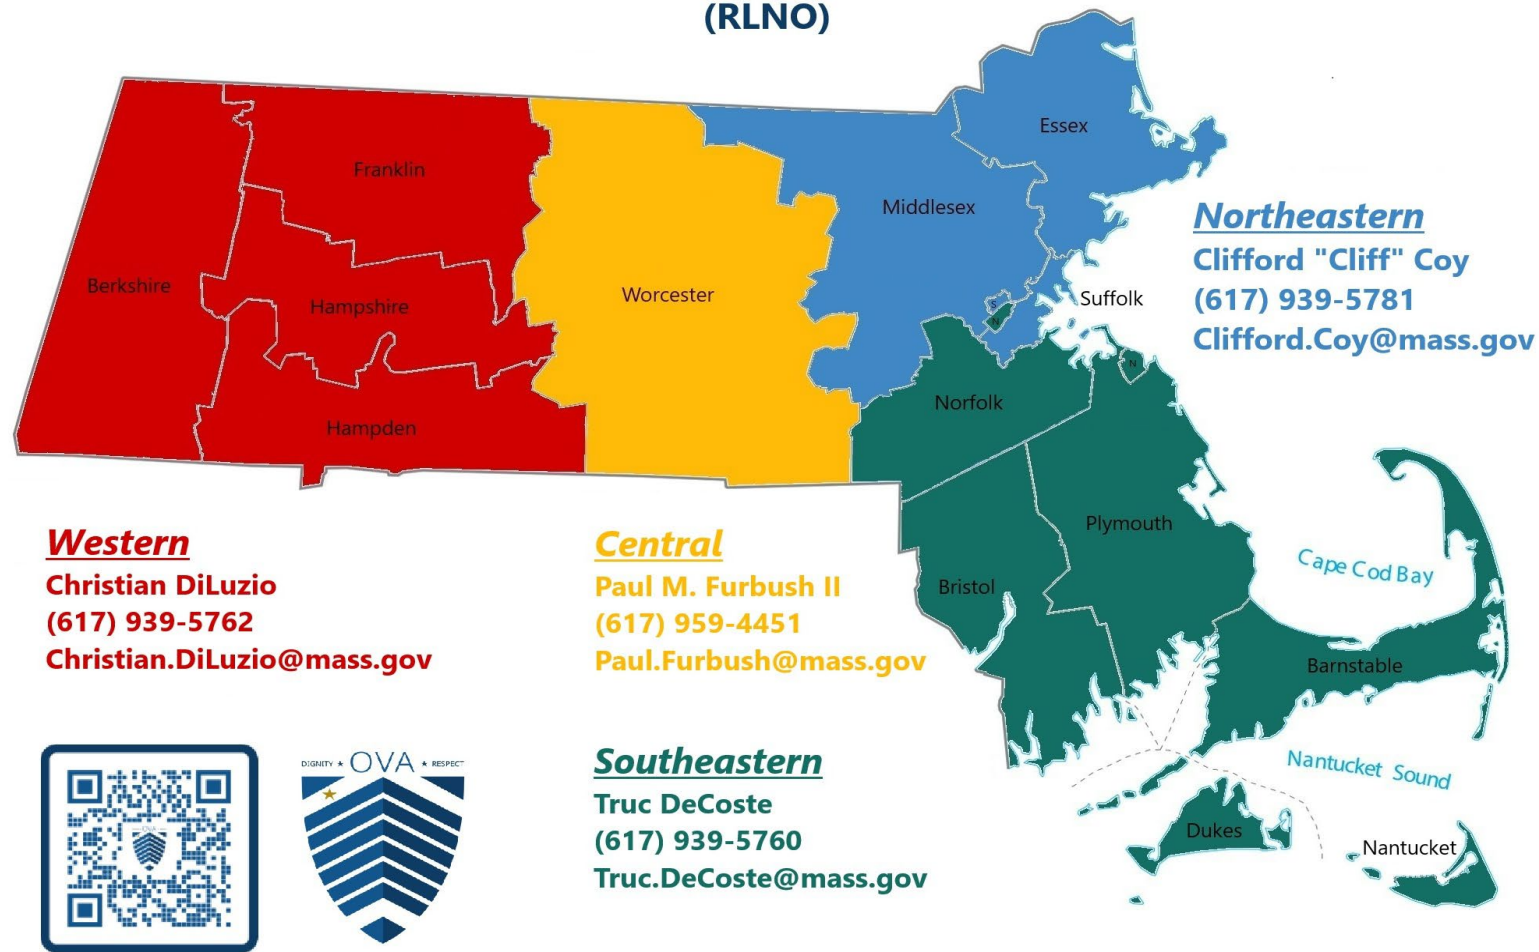 (RLNO)
Essex
Franklin
Middlesex
Northeastern
Clifford "Cliff" Coy
(617) 939-5781
Clifford.Coy@mass.gov
Berkshire
Hampshire
Worcester
Suffolk
S
N
N
Norfolk
Hampden
Plymouth
Bristol
Cape Cod Bay
Barnstable
Western
Christian DiLuzio
(617) 939-5762
Christian.DiLuzio@mass.gov
Central
Paul M. Furbush II
(617) 959-4451
Paul.Furbush@mass.gov
Nantucket Sound
Dukes
Nantucket
DIGNITY ★ OVA ★ RESPECT
OVA
Southeastern
Truc DeCoste
(617) 939-5760
Truc.DeCoste@mass.gov